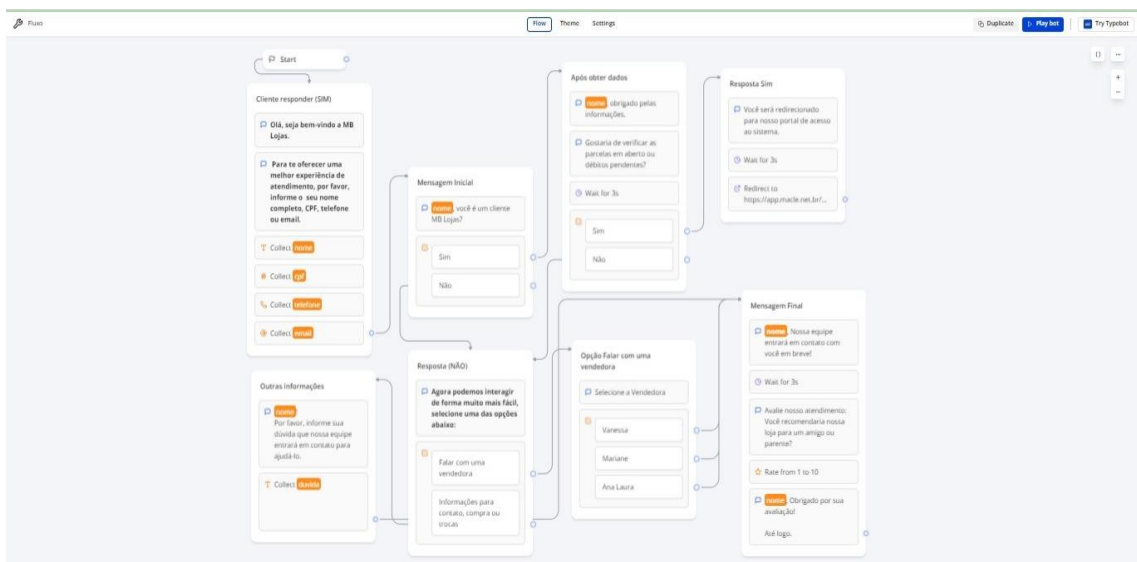 Fluxo
Flow
Theme
Settings
Duplicate
Play bot
Try Typebot
Start
Cliente responder (SIM)
Olá, seja bem-vindo a MB
Lojas.
Para te oferecer uma
melhor experiência de
atendimento, por favor,
informe o seu nome
completo, CPF, telefone
ou email.
Collect nome
Collect cpf
Collect telefone
Collect email
Mensagem Inicial
nome, você é um cliente
MB Lojas?
Sim
Não
Após obter dados
nome, obrigado pelas
informações.
Gostaria de verificar as
parcelas em aberto ou
débitos pendentes?
Wait for 3s
Sim
Não
Resposta Sim
Você será redirecionado
para nosso portal de acesso
ao sistema.
Wait for 3s
Redirect to
https://app.macle.net.br/...
Outras informações
nome,
Por favor, informe sua
dúvida que nossa equipe
entrará em contato para
ajudá-lo.
Collect duvida
Resposta (NÃO)
Agora podemos interagir
de forma muito mais fácil,
selecione uma das opções
abaixo:
Falar com uma
vendedora
Informações para
contato, compra ou
trocas
Opção Falar com uma
vendedora
Selecione a Vendedora
Vanessa
Mariane
Ana Laura
Mensagem Final
nome, Nossa equipe
entrará em contato com
você em breve!
Wait for 3s
Avalie nosso atendimento:
Você recomendaria nossa
loja para um amigo ou
parente?
Rate from 1 to 10
nome, Obrigado por sua
avaliação!
Até logo.